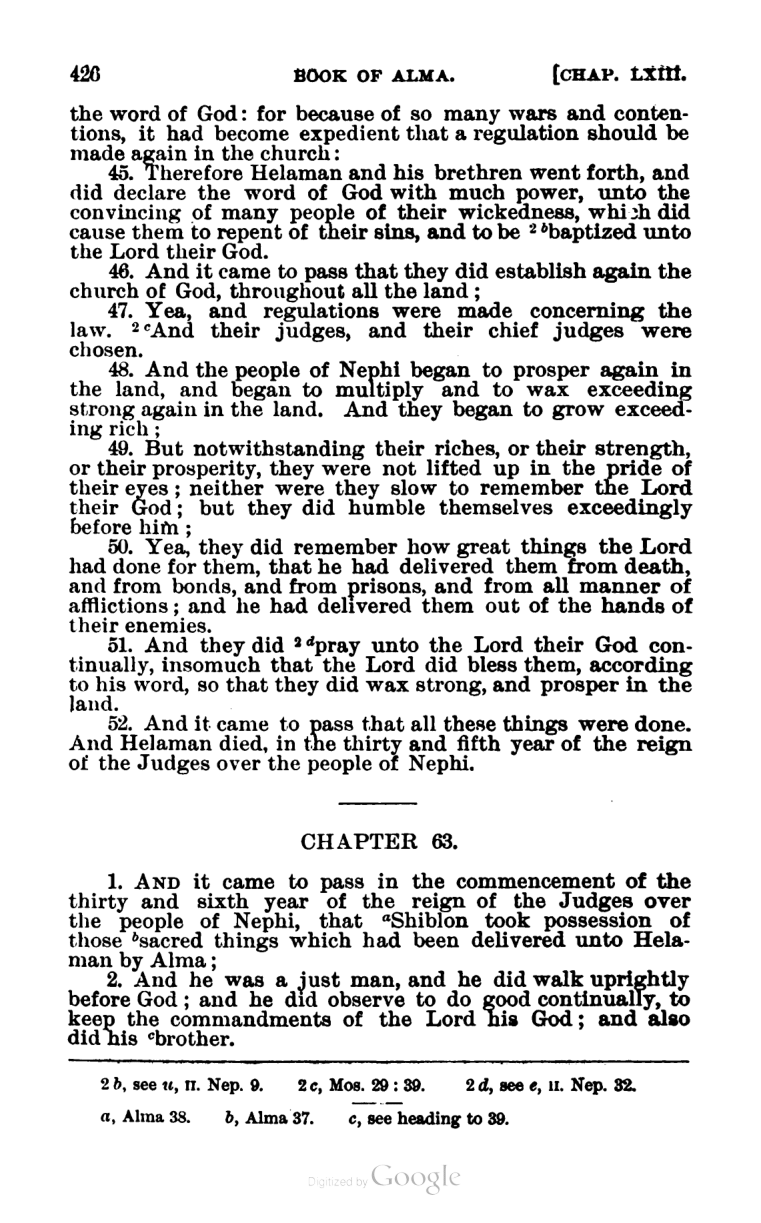 426 BOOK OF ALMA. [CHAP. LXIII.
the word of God: for because of so many wars and conten-
tions, it had become expedient that a regulation should be
made again in the church:
45. Therefore Helaman and his brethren went forth, and
did declare the word of God with much power, unto the
convincing of many people of their wickedness, which did
cause them to repent of their sins, and to be 2 b baptized unto
the Lord their God.
46. And it came to pass that they did establish again the
church of God, throughout all the land;
47. Yea, and regulations were made concerning the
law. 2 c And their judges, and their chief judges were
chosen.
48. And the people of Nephi began to prosper again in
the land, and began to multiply and to wax exceeding
strong again in the land. And they began to grow exceed-
ing rich;
49. But notwithstanding their riches, or their strength,
or their prosperity, they were not lifted up in the pride of
their eyes; neither were they slow to remember the Lord
their God; but they did humble themselves exceedingly
before him;
50. Yea, they did remember how great things the Lord
had done for them, that he had delivered them from death,
and from bonds, and from prisons, and from all manner of
afflictions; and he had delivered them out of the hands of
their enemies.
51. And they did 2 d pray unto the Lord their God con-
tinually, insomuch that the Lord did bless them, according
to his word, so that they did wax strong, and prosper in the
land.
52. And it came to pass that all these things were done.
And Helaman died, in the thirty and fifth year of the reign
of the Judges over the people of Nephi.
CHAPTER 63.
1. AND it came to pass in the commencement of the
thirty and sixth year of the reign of the Judges over
the people of Nephi, that a Shiblon took possession of
those b sacred things which had been delivered unto Hela-
man by Alma;
2. And he was a just man, and he did walk uprightly
before God; and he did observe to do good continually, to
keep the commandments of the Lord his God; and also
did his c brother.
2 b, see u, II. Nep. 9. 2 c, Mos. 29 : 39. 2 d, see e, II. Nep. 32.
a, Alma 38. b, Alma 37. c, see heading to 39.
Digitized by Google